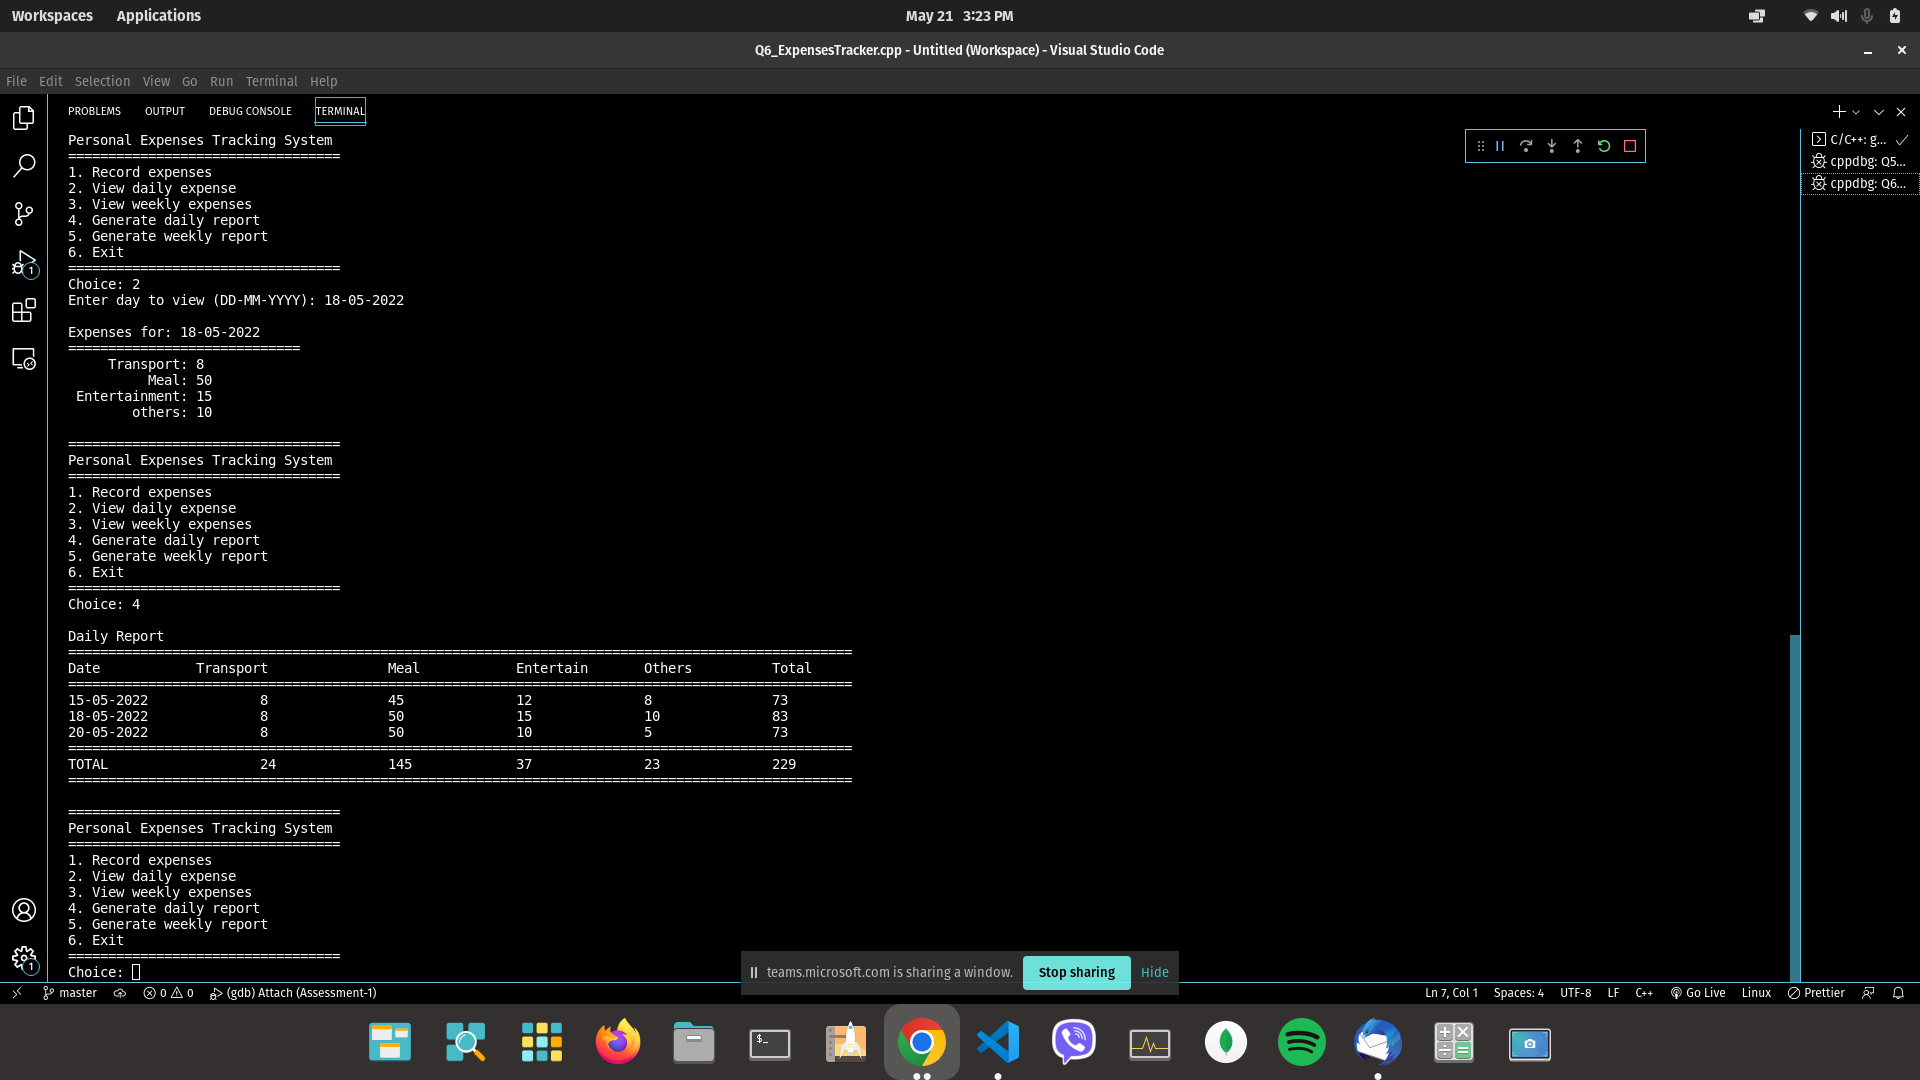 Workspaces Applications May 21 3:23 PM
Q6_ExpensesTracker.cpp - Untitled (Workspace) - Visual Studio Code
File Edit Selection View Go Run Terminal Help
PROBLEMS OUTPUT DEBUG CONSOLE TERMINAL
C/C++: g...
cppdbg: Q5...
cppdbg: Q6...
Personal Expenses Tracking System
==================================
1. Record expenses
2. View daily expense
3. View weekly expenses
4. Generate daily report
5. Generate weekly report
6. Exit
==================================
Choice: 2
Enter day to view (DD-MM-YYYY): 18-05-2022
Expenses for: 18-05-2022
=============================
Transport: 8
Meal: 50
Entertainment: 15
others: 10
==================================
Personal Expenses Tracking System
==================================
1. Record expenses
2. View daily expense
3. View weekly expenses
4. Generate daily report
5. Generate weekly report
6. Exit
==================================
Choice: 4
Daily Report
==================================================================================================
Date Transport Meal Entertain Others Total
==================================================================================================
15-05-2022 8 45 12 8 73
18-05-2022 8 50 15 10 83
20-05-2022 8 50 10 5 73
==================================================================================================
TOTAL 24 145 37 23 229
==================================================================================================
==================================
Personal Expenses Tracking System
==================================
1. Record expenses
2. View daily expense
3. View weekly expenses
4. Generate daily report
5. Generate weekly report
6. Exit
==================================
Choice:
teams.microsoft.com is sharing a window. Stop sharing Hide
1
1
master 0 0 (gdb) Attach (Assessment-1) Ln 7, Col 1 Spaces: 4 UTF-8 LF C++ Go Live Linux Prettier
$_